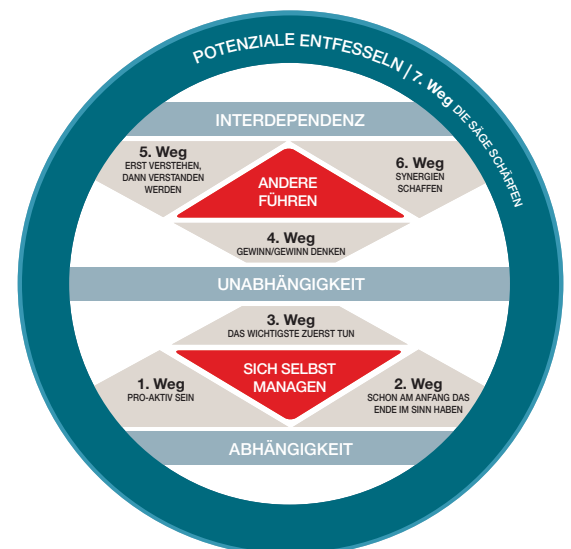 POTENZIALE ENTFESSELN | 7. Weg DIE SÄGE SCHÄRFEN
INTERDEPENDENZ
5. Weg
ERST VERSTEHEN,
DANN VERSTANDEN
WERDEN
ANDERE
FÜHREN
6. Weg
SYNERGIEN
SCHAFFEN
4. Weg
GEWINN/GEWINN DENKEN
UNABHÄNGIGKEIT
3. Weg
DAS WICHTIGSTE ZUERST TUN
1. Weg
PRO-AKTIV SEIN
SICH SELBST
MANAGEN
2. Weg
SCHON AM ANFANG DAS
ENDE IM SINN HABEN
ABHÄNGIGKEIT